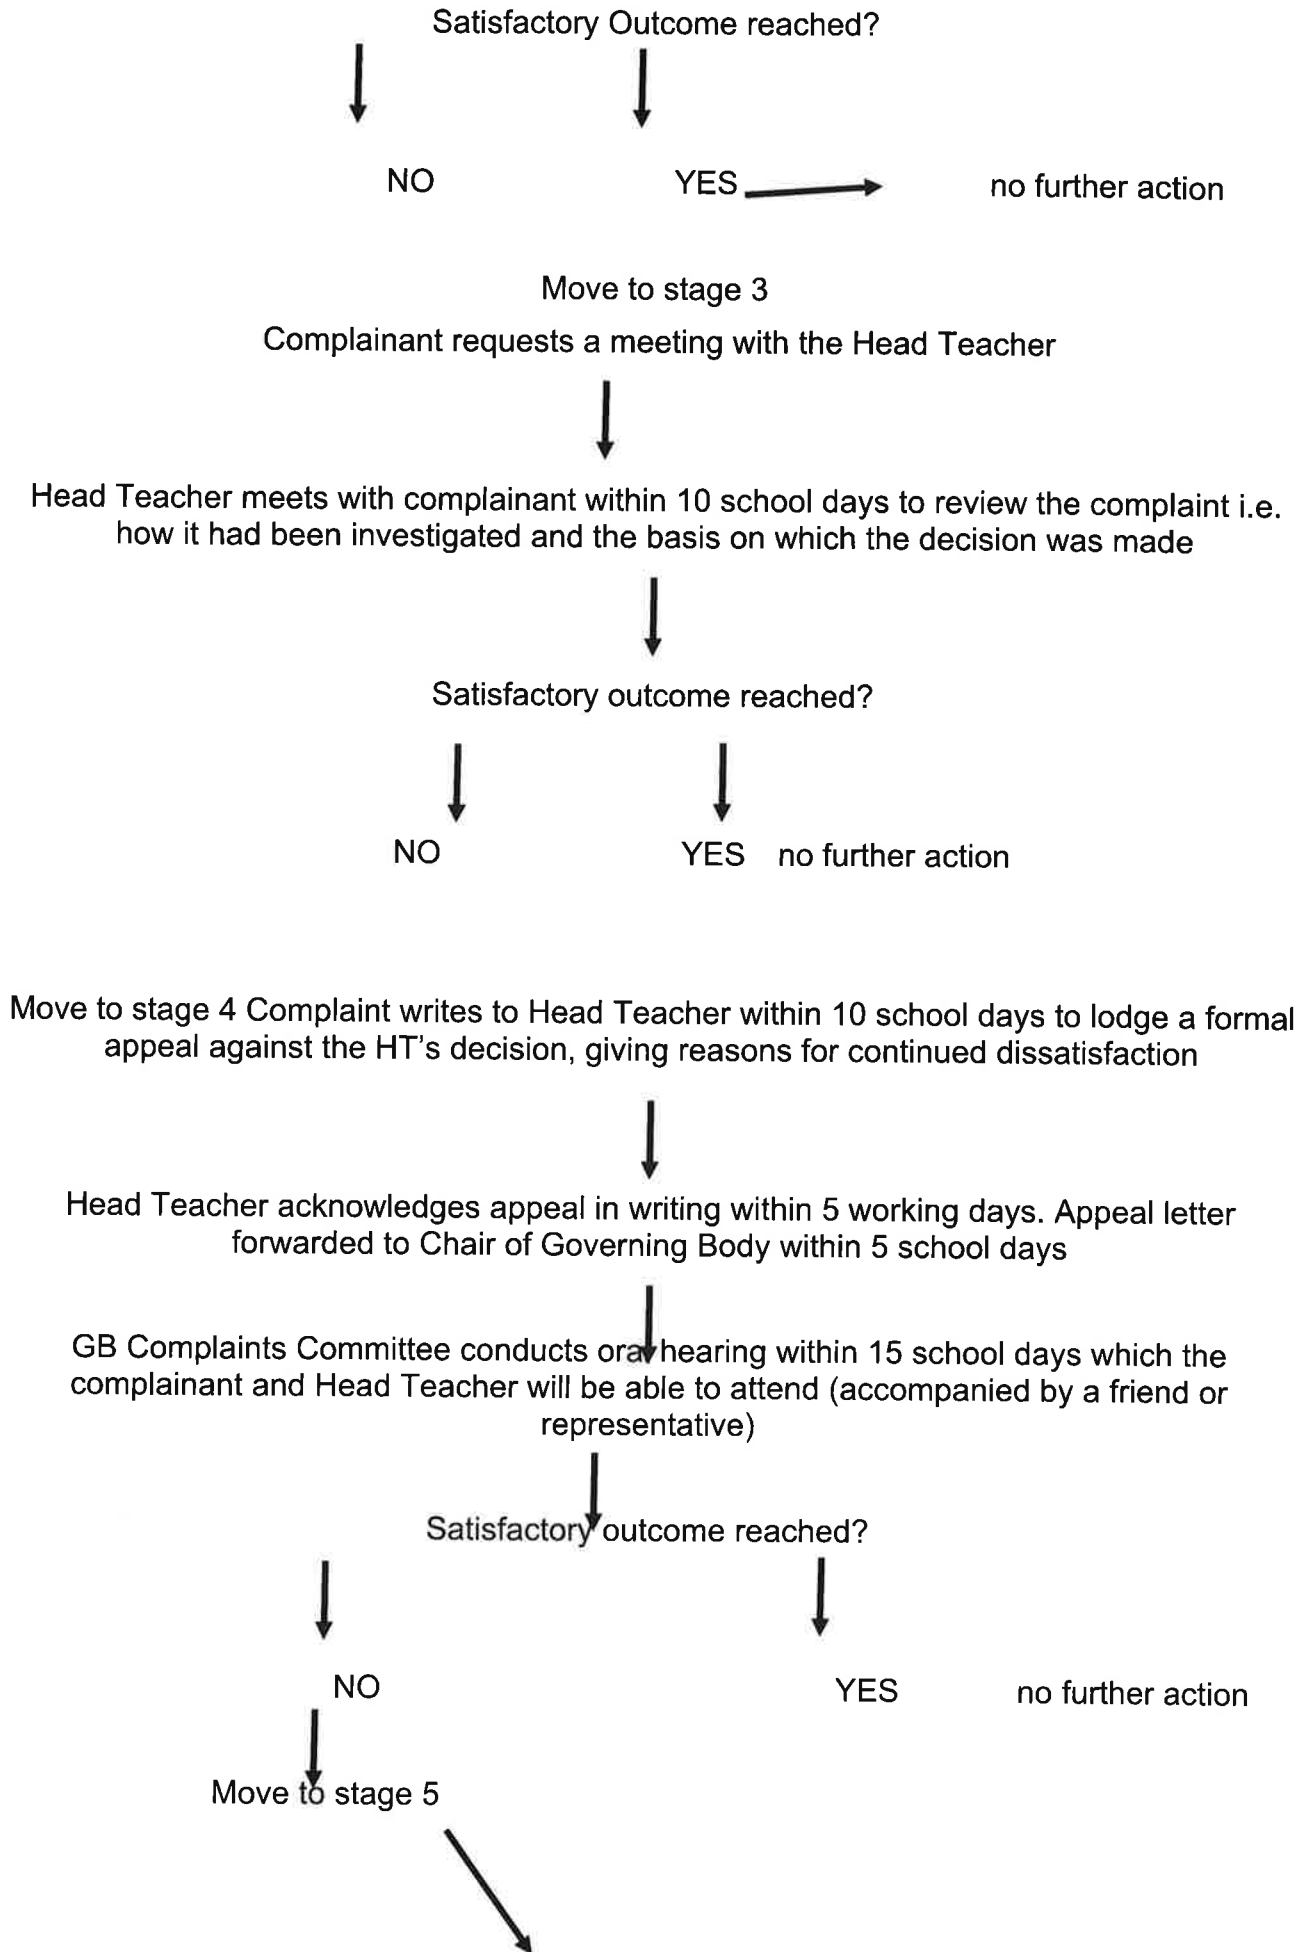 Satisfactory Outcome reached?
NO YES no further action
Move to stage 3
Complainant requests a meeting with the Head Teacher
Head Teacher meets with complainant within 10 school days to review the complaint i.e.
how it had been investigated and the basis on which the decision was made
Satisfactory outcome reached?
NO YES no further action
Move to stage 4 Complaint writes to Head Teacher within 10 school days to lodge a formal
appeal against the HT's decision, giving reasons for continued dissatisfaction
Head Teacher acknowledges appeal in writing within 5 working days. Appeal letter
forwarded to Chair of Governing Body within 5 school days
GB Complaints Committee conducts oral hearing within 15 school days which the
complainant and Head Teacher will be able to attend (accompanied by a friend or
representative)
Satisfactory outcome reached?
NO YES no further action
Move to stage 5